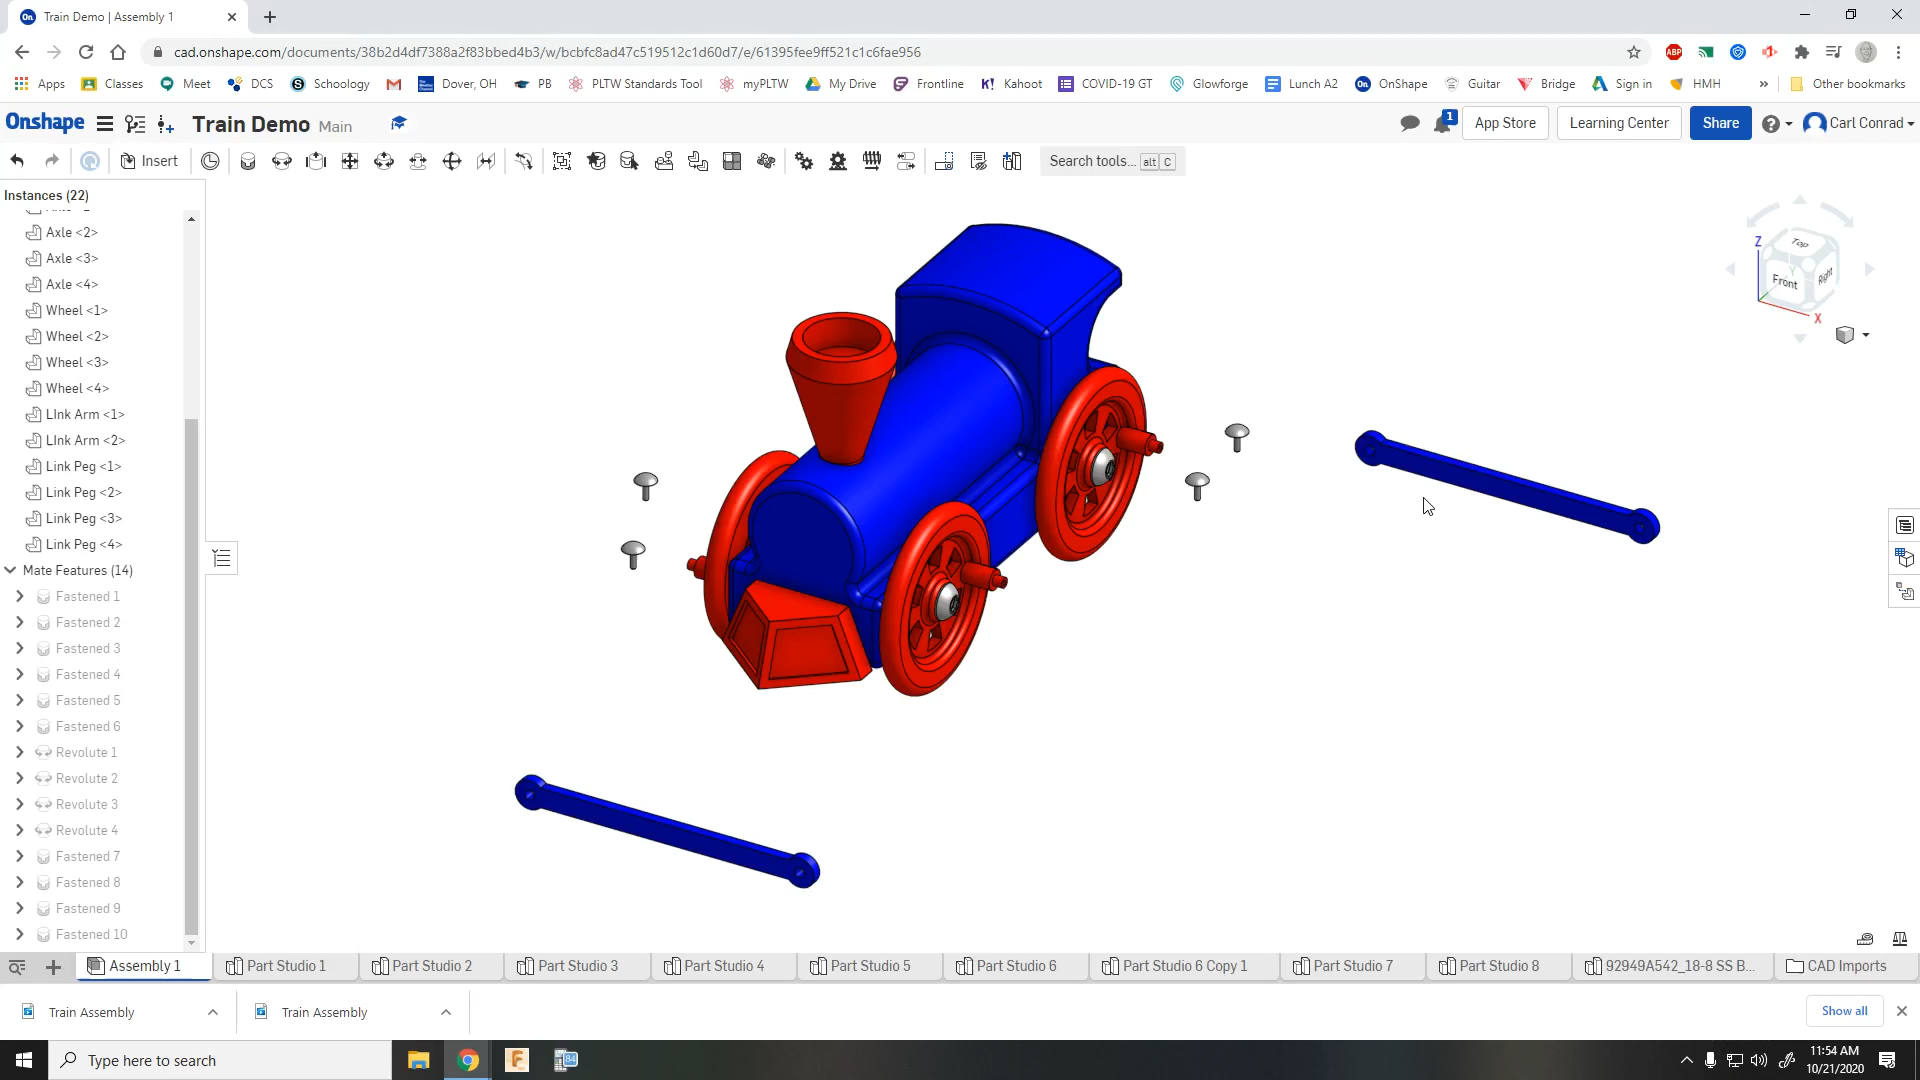 Train Demo | Assembly 1
cad.onshape.com/documents/38b2d4df7388a2f83bbed4b3/w/bcbfc8ad47c519512c1d60d7/e/61395fee9ff521c1c6fae956
ABP
Apps
Classes
Meet
DCS
Schoology
Dover, OH
PB
PLTW Standards Tool
myPLTW
My Drive
Frontline
Kahoot
COVID-19 GT
Glowforge
Lunch A2
OnShape
Guitar
Bridge
Sign in
HMH
»
Other bookmarks
Onshape
Train Demo Main
1
App Store
Learning Center
Share
Carl Conrad
Insert
Search tools... alt C
Instances (22)
Axle <2>
Axle <3>
Axle <4>
Wheel <1>
Wheel <2>
Wheel <3>
Wheel <4>
LInk Arm <1>
LInk Arm <2>
Link Peg <1>
Link Peg <2>
Link Peg <3>
Link Peg <4>
Mate Features (14)
Fastened 1
Fastened 2
Fastened 3
Fastened 4
Fastened 5
Fastened 6
Revolute 1
Revolute 2
Revolute 3
Revolute 4
Fastened 7
Fastened 8
Fastened 9
Fastened 10
Z
Top
Y
Front
Right
X
Assembly 1
Part Studio 1
Part Studio 2
Part Studio 3
Part Studio 4
Part Studio 5
Part Studio 6
Part Studio 6 Copy 1
Part Studio 7
Part Studio 8
92949A542_18-8 SS B...
CAD Imports
Train Assembly
Train Assembly
Show all
Type here to search
84
11:54 AM
10/21/2020